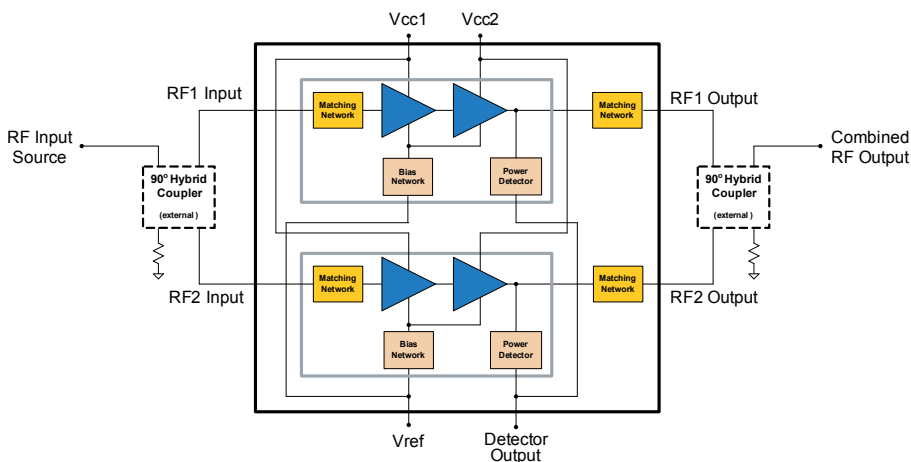 Vcc1
Vcc2
RF1 Input
Matching
Network
Matching
Network
RF1 Output
RF Input
Source
Combined
RF Output
90° Hybrid
Coupler
(external )
Bias
Network
Power
Detector
90° Hybrid
Coupler
(external )
RF2 Input
Matching
Network
Matching
Network
RF2 Output
Bias
Network
Power
Detector
Vref
Detector
Output